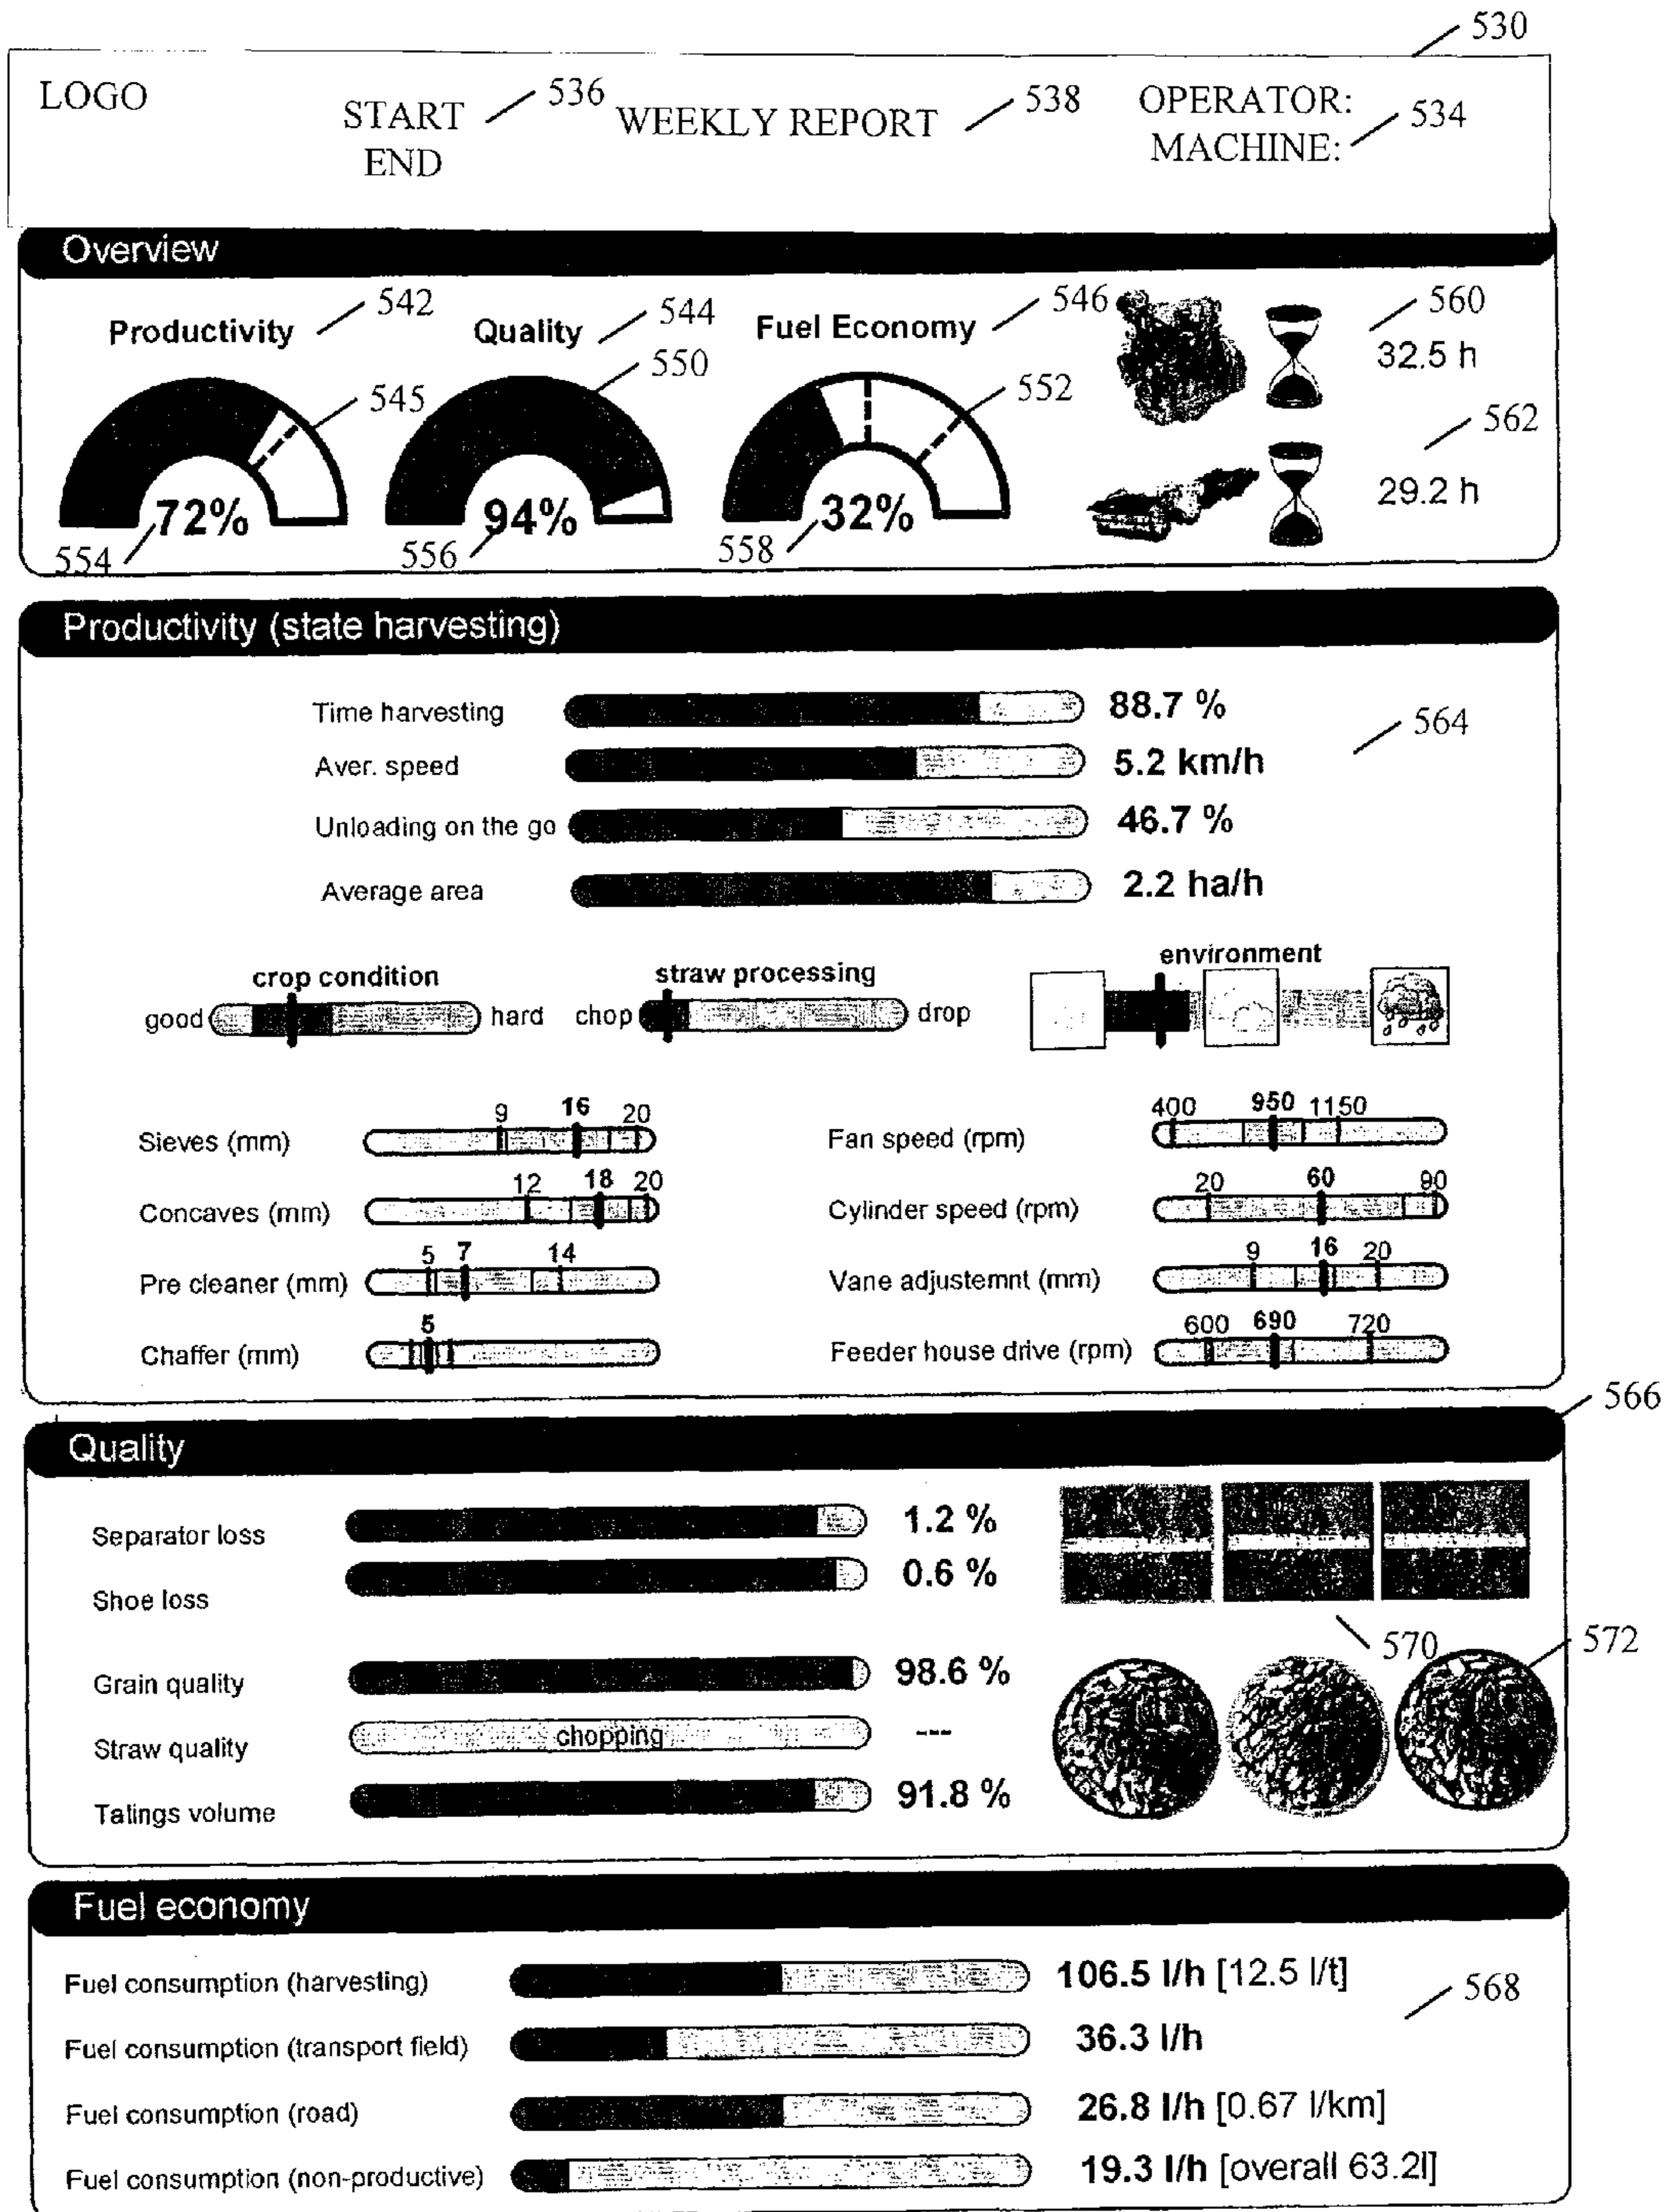 530
LOGO
START 536 WEEKLY REPORT 538 OPERATOR: 534
END MACHINE:
Overview
Productivity 542 Quality 544 Fuel Economy 546 560
32.5 h
545 550 552 562
29.2 h
72% 94% 32%
554 556 558
Productivity (state harvesting)
Time harvesting 88.7 %
564
Aver. speed 5.2 km/h
Unloading on the go 46.7 %
Average area 2.2 ha/h
crop condition straw processing environment
good hard chop drop
9 16 20 400 950 1150
Sieves (mm) Fan speed (rpm)
12 18 20 20 60 90
Concaves (mm) Cylinder speed (rpm)
5 7 14 9 16 20
Pre cleaner (mm) Vane adjustemnt (mm)
5 600 690 720
Chaffer (mm) Feeder house drive (rpm)
566
Quality
Separator loss 1.2 %
Shoe loss 0.6 %
570 572
Grain quality 98.6 %
Straw quality chopping ---
Tailings volume 91.8 %
Fuel economy
Fuel consumption (harvesting) 106.5 l/h [12.5 l/t]
568
Fuel consumption (transport field) 36.3 l/h
Fuel consumption (road) 26.8 l/h [0.67 l/km]
Fuel consumption (non-productive) 19.3 l/h [overall 63.2l]